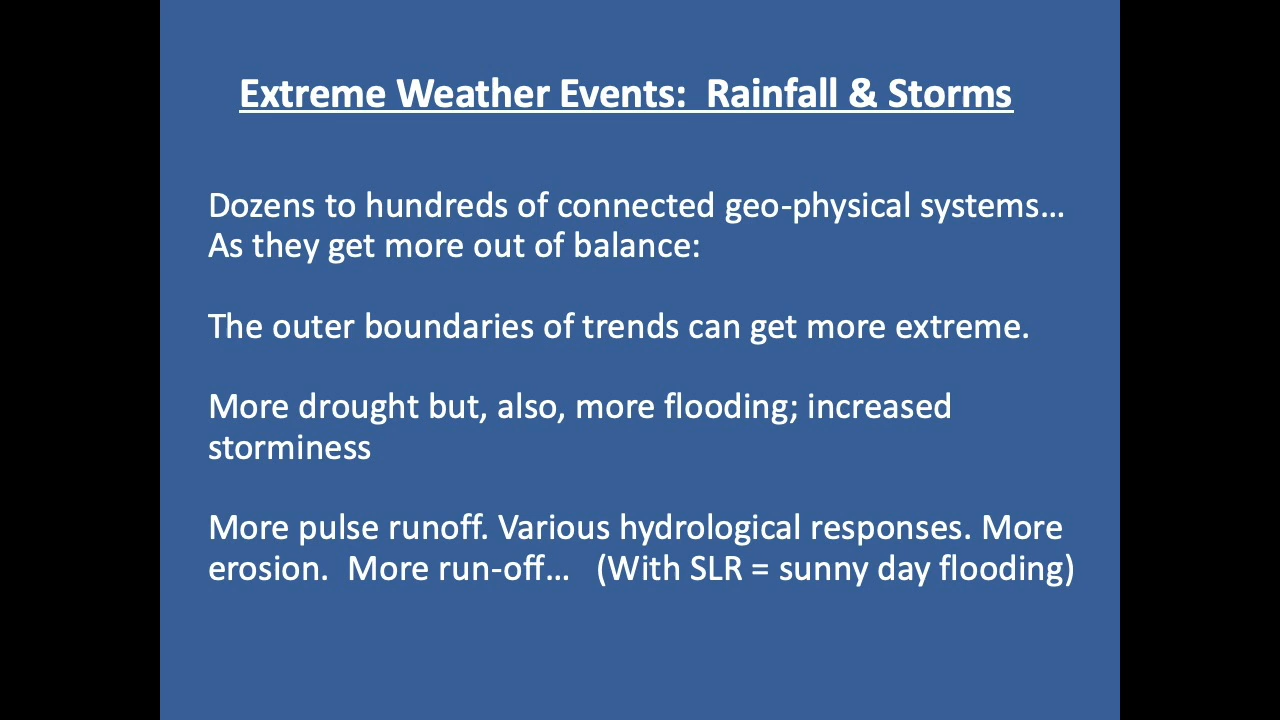 Extreme Weather Events:  Rainfall & Storms
Dozens to hundreds of connected geo-physical systems…
As they get more out of balance:
The outer boundaries of trends can get more extreme.
More drought but, also, more flooding; increased
storminess
More pulse runoff. Various hydrological responses. More
erosion.  More run-off…   (With SLR = sunny day flooding)